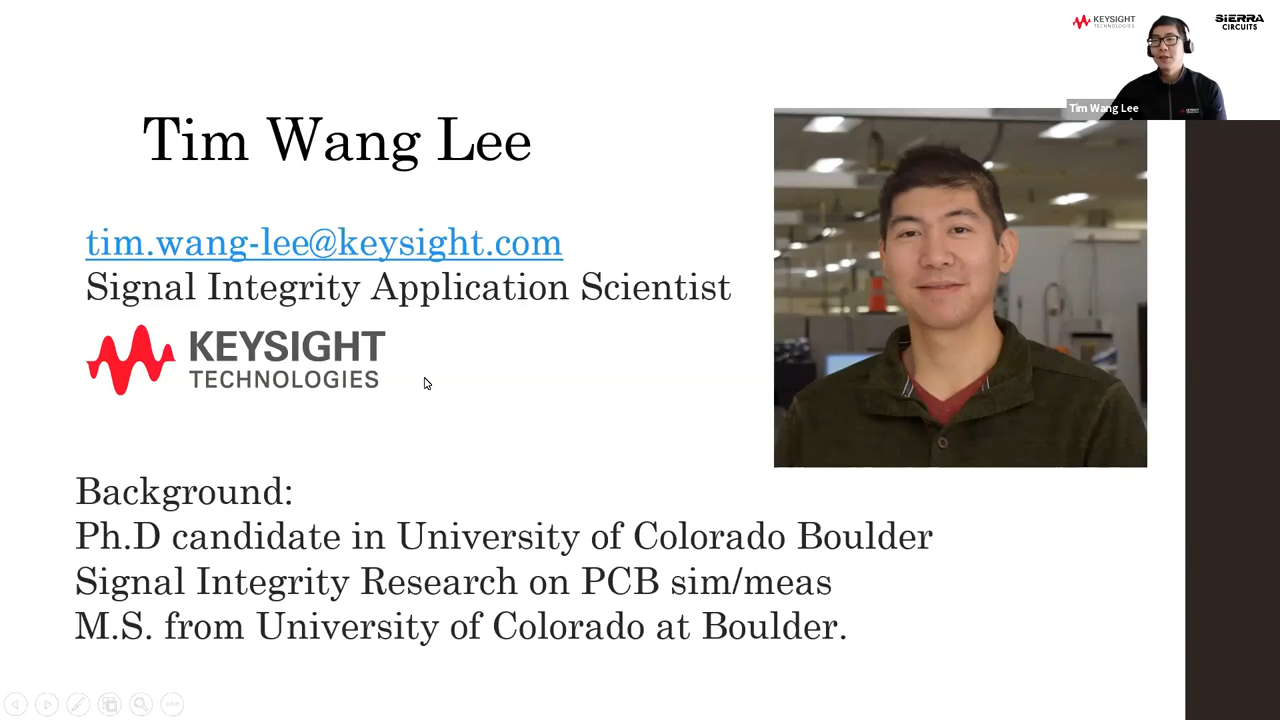 KEYSIGHT
TECHNOLOGIES
SIERRA
CIRCUITS
Tim Wang Lee
Tim Wang Lee
tim.wang-lee@keysight.com
Signal Integrity Application Scientist
KEYSIGHT
TECHNOLOGIES
Background:
Ph.D candidate in University of Colorado Boulder
Signal Integrity Research on PCB sim/meas
M.S. from University of Colorado at Boulder.